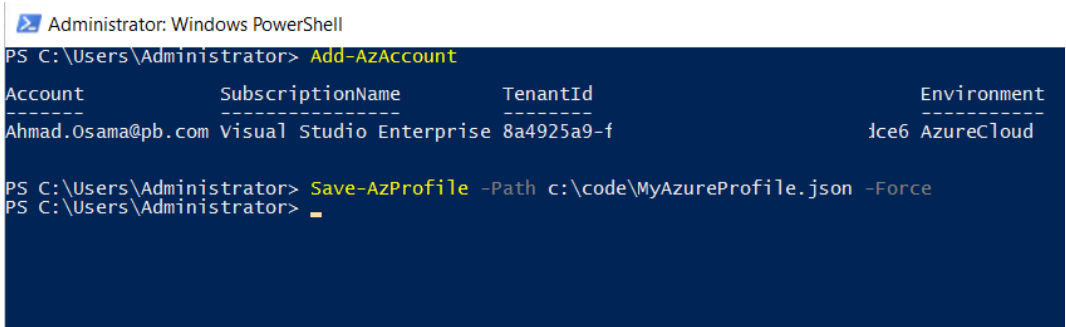 Administrator: Windows PowerShell
PS C:\Users\Administrator> Add-AzAccount
Account SubscriptionName TenantId Environment
------- ---------------- -------- -----------
Ahmad.Osama@pb.com Visual Studio Enterprise 8a4925a9-f dce6 AzureCloud
PS C:\Users\Administrator> Save-AzProfile -Path c:\code\MyAzureProfile.json -Force
PS C:\Users\Administrator>